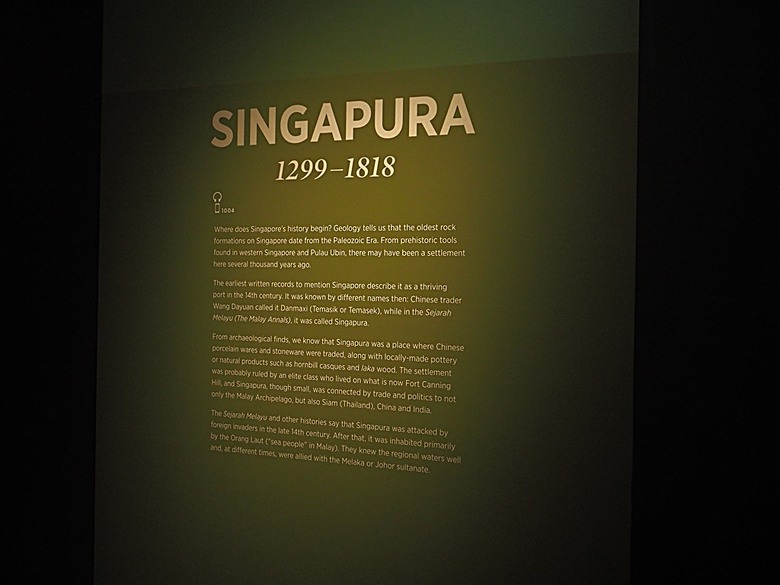 SINGAPURA
1299–1818
1004
Where does Singapore's history begin? Geology tells us that the oldest rock
formations on Singapore date from the Paleozoic Era. From prehistoric tools
found in western Singapore and Pulau Ubin, there may have been a settlement
here several thousand years ago.
The earliest written records to mention Singapore describe it as a thriving
port in the 14th century. It was known by different names then: Chinese trader
Wang Dayuan called it Danmaxi (Temasik or Temasek), while in the Sejarah
Melayu (The Malay Annals), it was called Singapura.
From archaeological finds, we know that Singapura was a place where Chinese
porcelain wares and stoneware were traded, along with locally-made pottery
or natural products such as hornbill casques and laka wood. The settlement
was probably ruled by an elite class who lived on what is now Fort Canning
Hill, and Singapura, though small, was connected by trade and politics to not
only the Malay Archipelago, but also Siam (Thailand), China and India.
The Sejarah Melayu and other histories say that Singapura was attacked by
foreign invaders in the late 14th century. After that, it was inhabited primarily
by the Orang Laut ("sea people" in Malay). They knew the regional waters well
and, at different times, were allied with the Melaka or Johor sultanate.